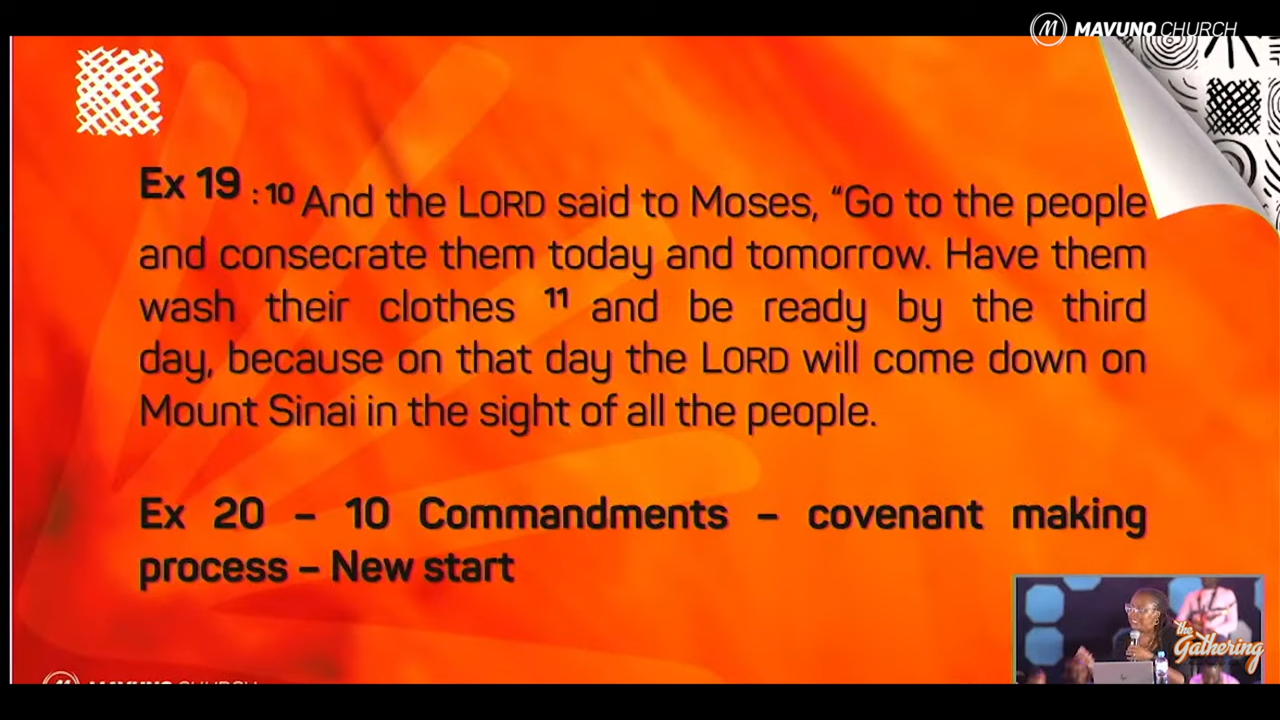 MAVUNO CHURCH
Ex 19 : 10 And the LORD said to Moses, “Go to the people
and consecrate them today and tomorrow. Have them
wash their clothes 11 and be ready by the third
day, because on that day the LORD will come down on
Mount Sinai in the sight of all the people.
Ex 20 – 10 Commandments – covenant making
process – New start
the
Gathering
MAVUNO CHURCH